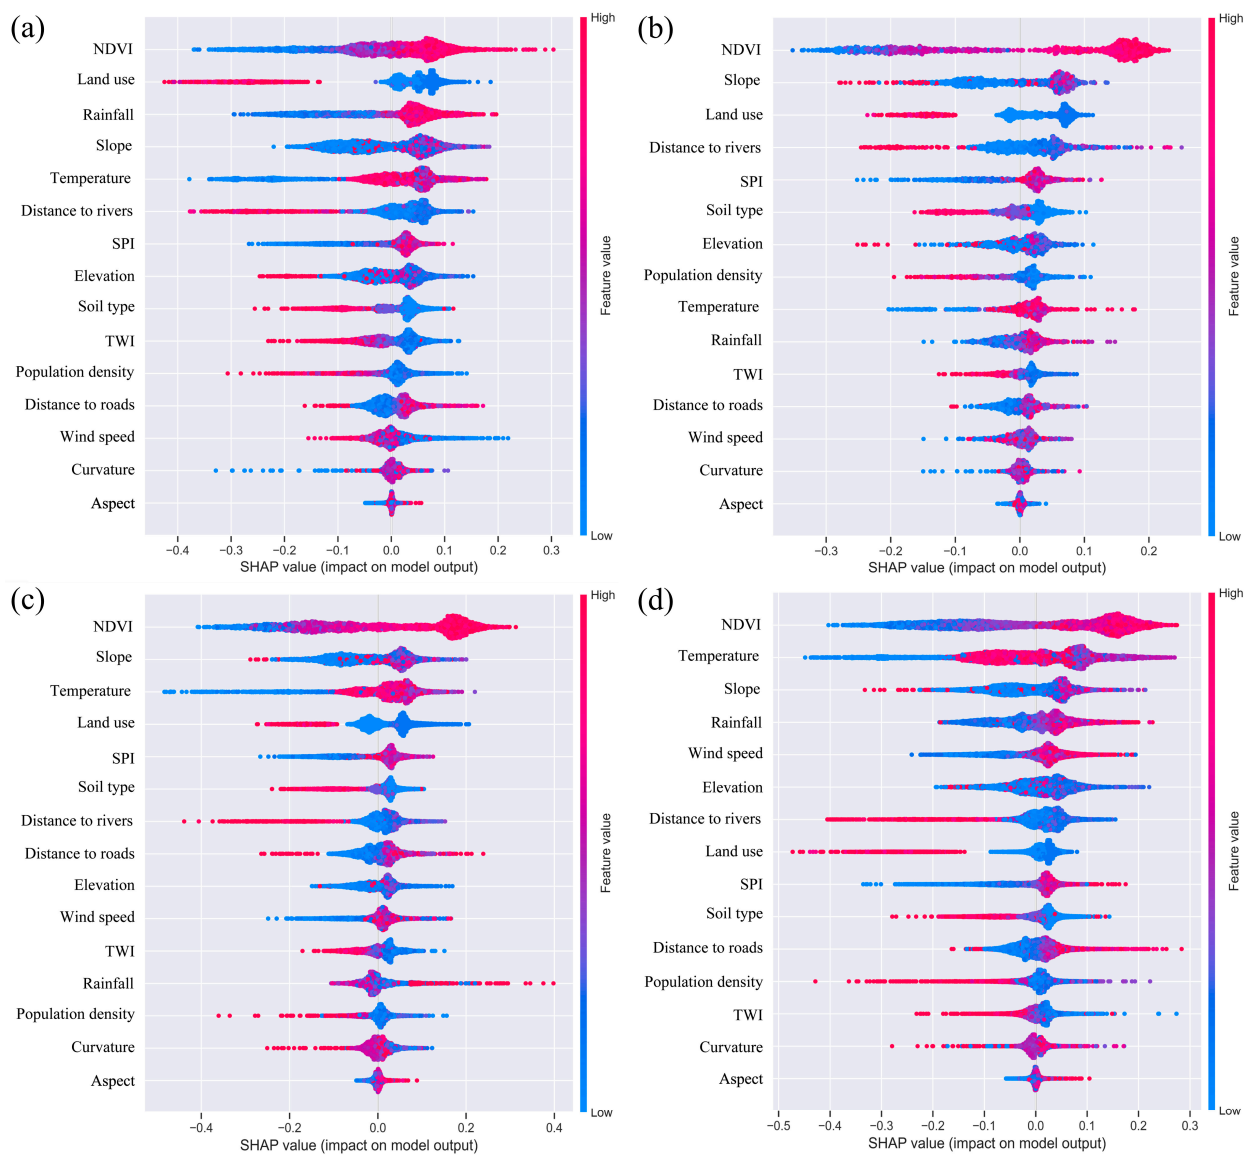 (a)
High
NDVI
Land use
Rainfall
Slope
Temperature
Distance to rivers
SPI
Elevation
Soil type
TWI
Population density
Distance to roads
Wind speed
Curvature
Aspect
Feature value
Low
−0.4 −0.3 −0.2 −0.1 0.0 0.1 0.2 0.3
SHAP value (impact on model output)
(b)
High
NDVI
Slope
Land use
Distance to rivers
SPI
Soil type
Elevation
Population density
Temperature
Rainfall
TWI
Distance to roads
Wind speed
Curvature
Aspect
Feature value
Low
−0.3 −0.2 −0.1 0.0 0.1 0.2
SHAP value (impact on model output)
(c)
High
NDVI
Slope
Temperature
Land use
SPI
Soil type
Distance to rivers
Distance to roads
Elevation
Wind speed
TWI
Rainfall
Population density
Curvature
Aspect
Feature value
Low
−0.4 −0.2 0.0 0.2 0.4
SHAP value (impact on model output)
(d)
High
NDVI
Temperature
Slope
Rainfall
Wind speed
Elevation
Distance to rivers
Land use
SPI
Soil type
Distance to roads
Population density
TWI
Curvature
Aspect
Feature value
Low
−0.5 −0.4 −0.3 −0.2 −0.1 0.0 0.1 0.2 0.3
SHAP value (impact on model output)